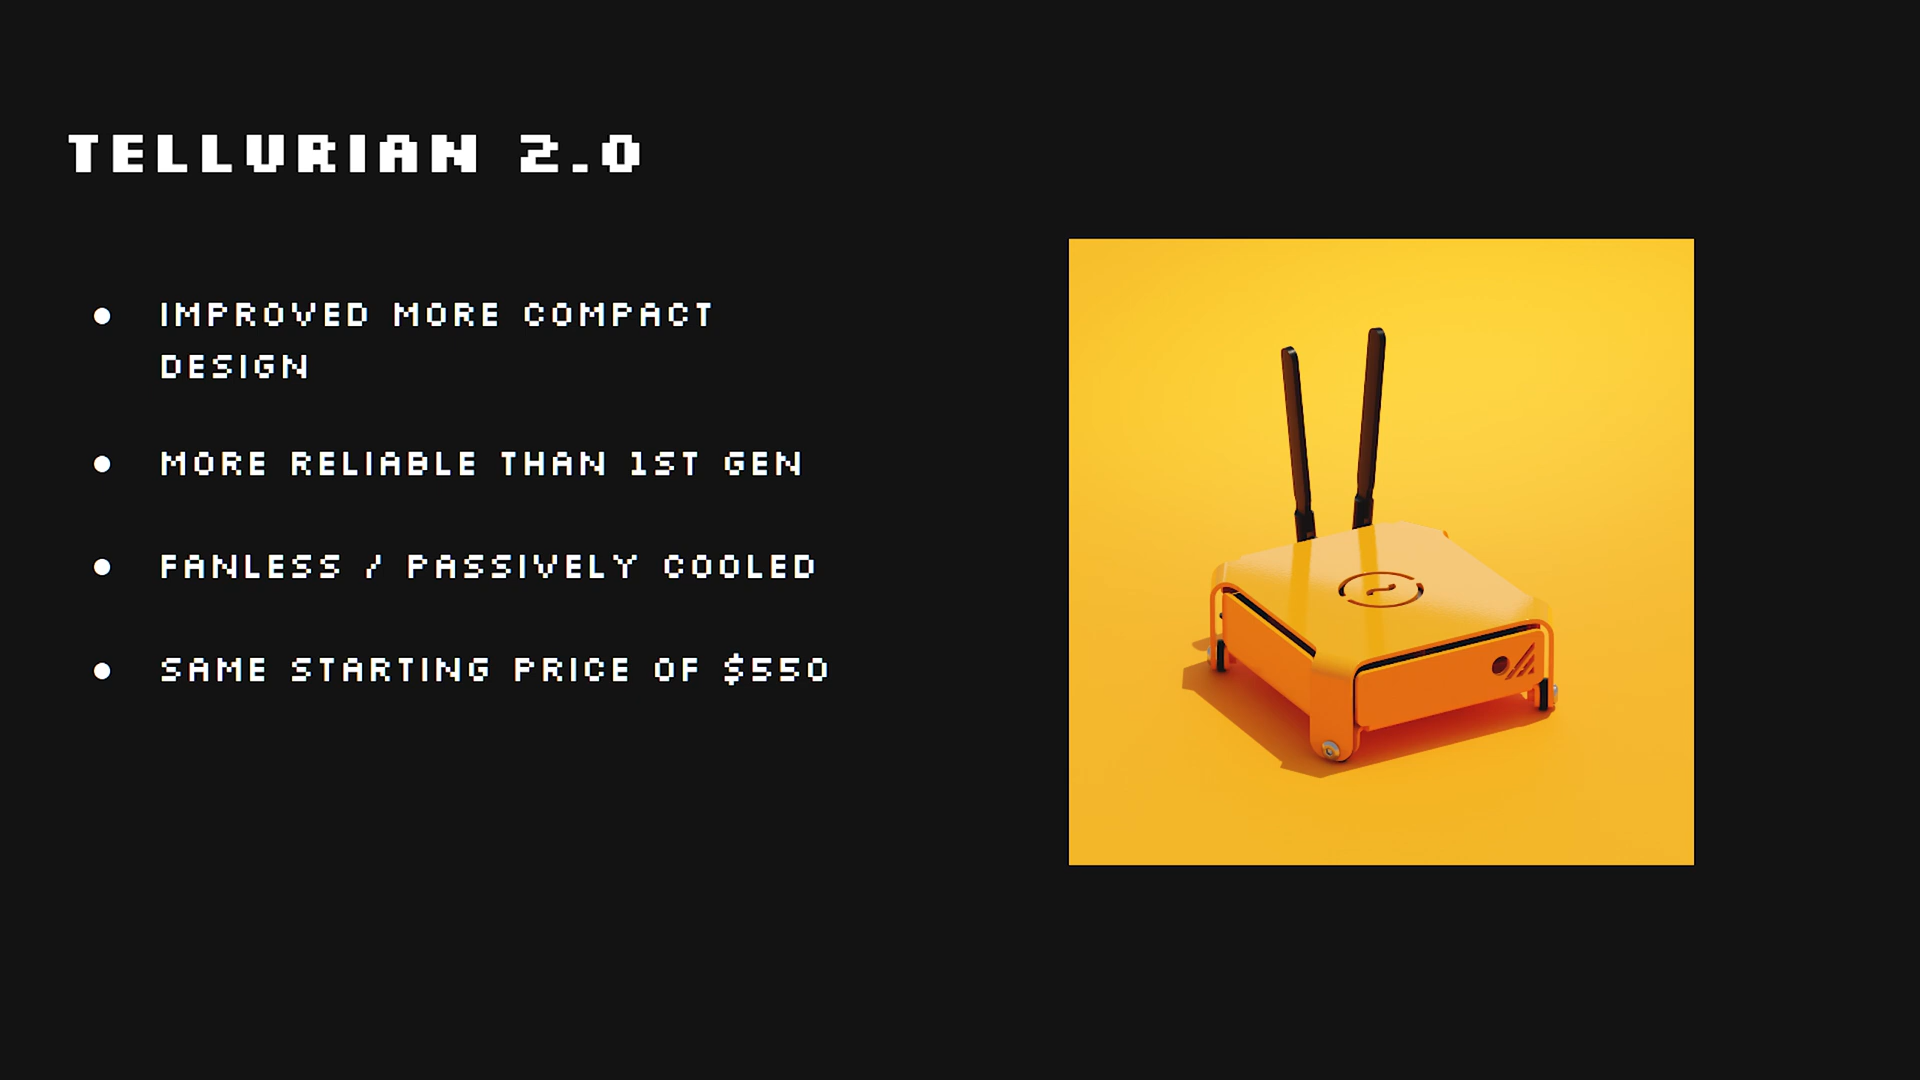 TELLURIAN 2.0
IMPROVED MORE COMPACT
DESIGN
MORE RELIABLE THAN 1ST GEN
FANLESS / PASSIVELY COOLED
SAME STARTING PRICE OF $550